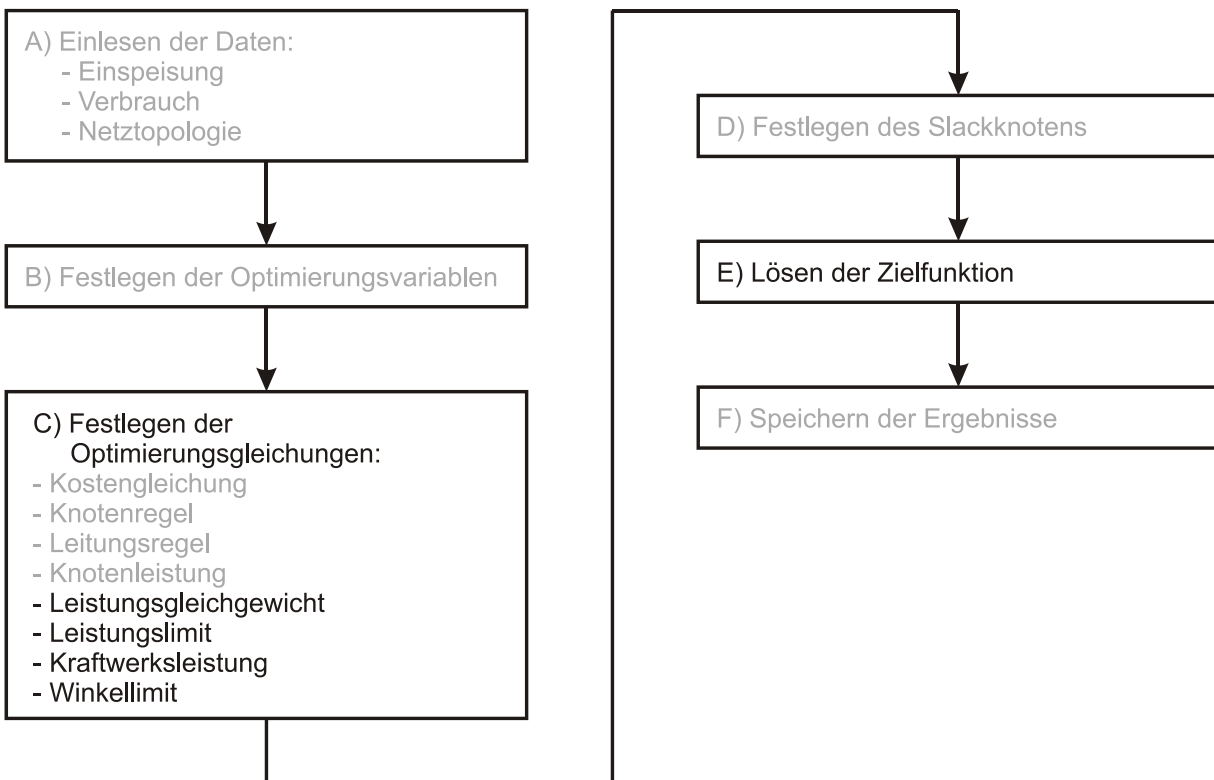 A) Einlesen der Daten:
- Einspeisung
- Verbrauch
- Netztopologie
B) Festlegen der Optimierungsvariablen
C) Festlegen der
Optimierungsgleichungen:
- Kostengleichung
- Knotenregel
- Leitungsregel
- Knotenleistung
- Leistungsgleichgewicht
- Leistungslimit
- Kraftwerksleistung
- Winkellimit
D) Festlegen des Slackknotens
E) Lösen der Zielfunktion
F) Speichern der Ergebnisse